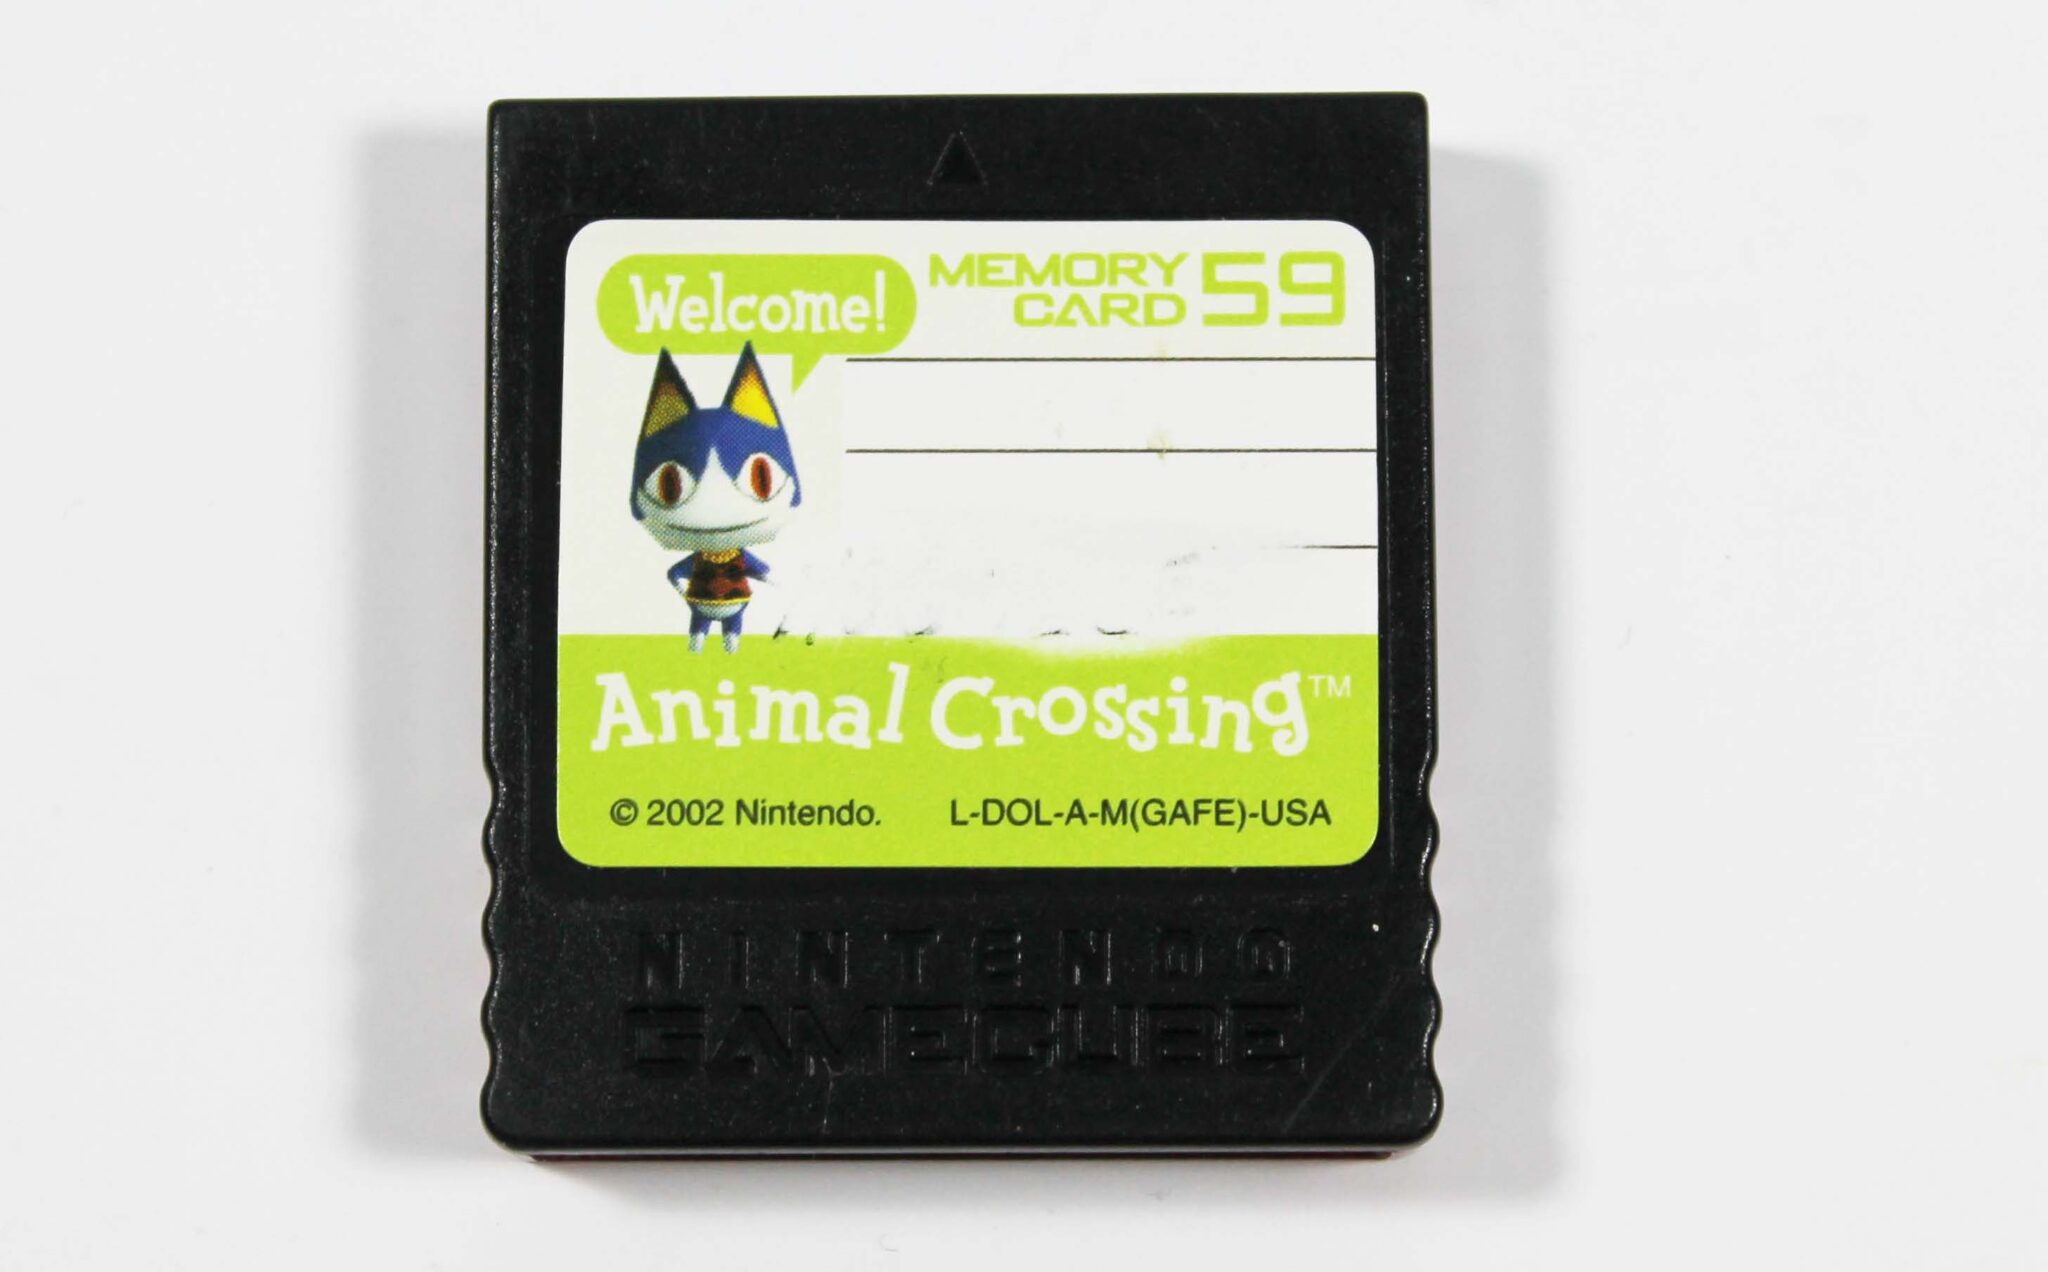 Welcome!
MEMORY
CARD 59
Animal Crossing™
© 2002 Nintendo. L-DOL-A-M(GAFE)-USA
NINTENDO
GAMECUBE